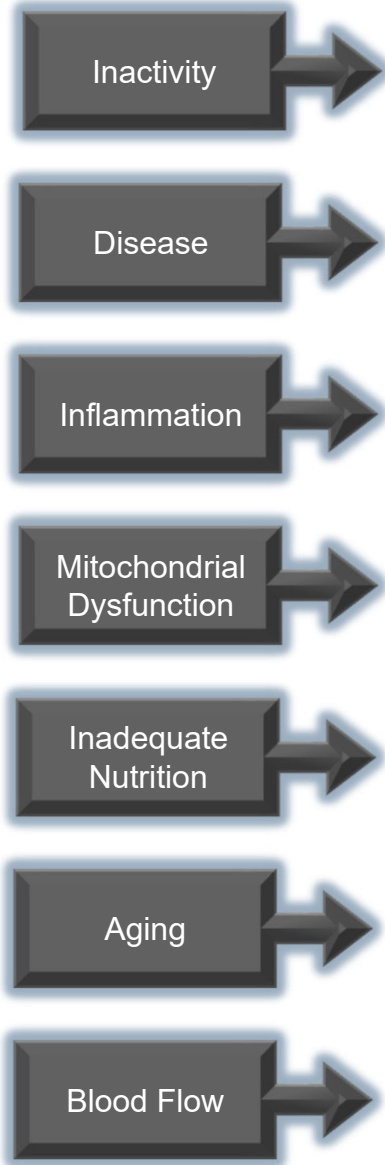 Inactivity
Disease
Inflammation
Mitochondrial
Dysfunction
Inadequate
Nutrition
Aging
Blood Flow